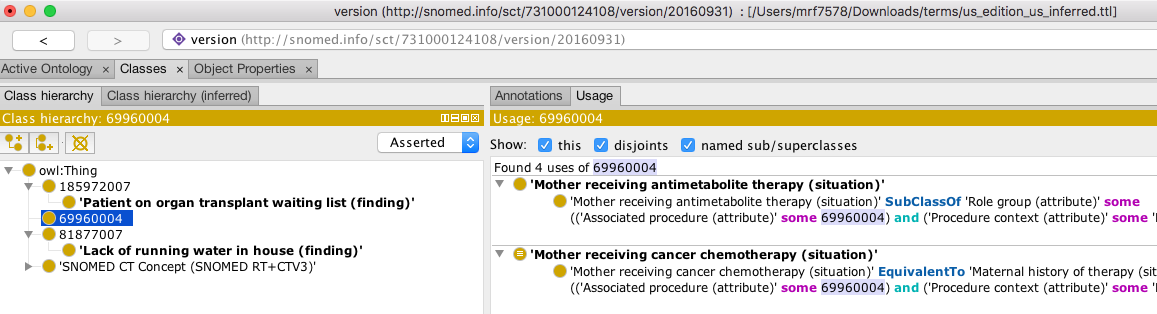 version (http://snomed.info/sct/731000124108/version/20160931)  : [/Users/mrf7578/Downloads/terms/us_edition_us_inferred.ttl]
< > version (http://snomed.info/sct/731000124108/version/20160931)
Active Ontology × Classes × Object Properties ×
Class hierarchy Class hierarchy (inferred)
Class hierarchy: 69960004
Asserted
owl:Thing
185972007
'Patient on organ transplant waiting list (finding)'
69960004
81877007
'Lack of running water in house (finding)'
'SNOMED CT Concept (SNOMED RT+CTV3)'
Annotations Usage
Usage: 69960004
Show: this disjoints named sub/superclasses
Found 4 uses of 69960004
'Mother receiving antimetabolite therapy (situation)'
'Mother receiving antimetabolite therapy (situation)' SubClassOf 'Role group (attribute)' some
(('Associated procedure (attribute)' some 69960004) and ('Procedure context (attribute)' some
'Mother receiving cancer chemotherapy (situation)'
'Mother receiving cancer chemotherapy (situation)' EquivalentTo 'Maternal history of therapy (sit
(('Associated procedure (attribute)' some 69960004) and ('Procedure context (attribute)' some